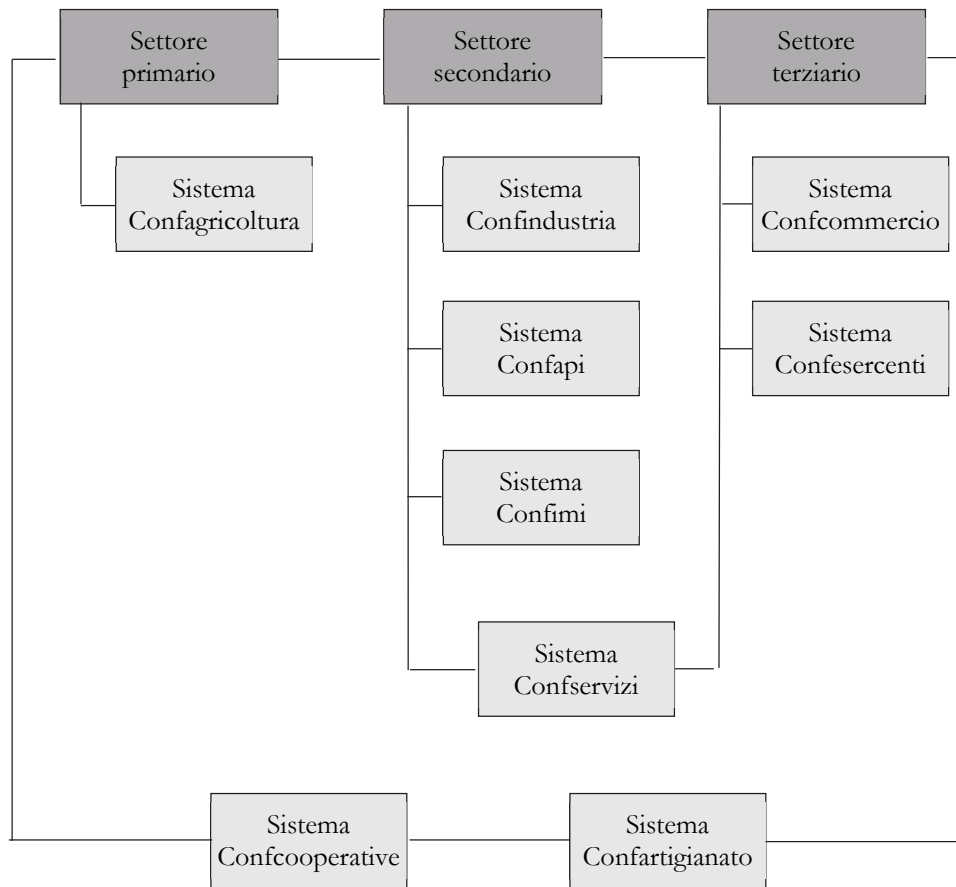 Settore
primario
Settore
secondario
Settore
terziario
Sistema
Confagricoltura
Sistema
Confindustria
Sistema
Confcommercio
Sistema
Confapi
Sistema
Confesercenti
Sistema
Confimi
Sistema
Confservizi
Sistema
Confcooperative
Sistema
Confartigianato